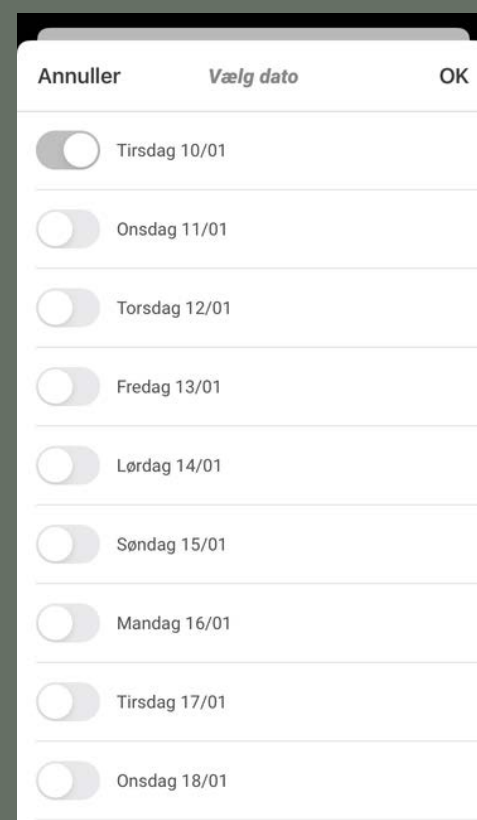 Annuller Vælg dato OK
Tirsdag 10/01
Onsdag 11/01
Torsdag 12/01
Fredag 13/01
Lørdag 14/01
Søndag 15/01
Mandag 16/01
Tirsdag 17/01
Onsdag 18/01